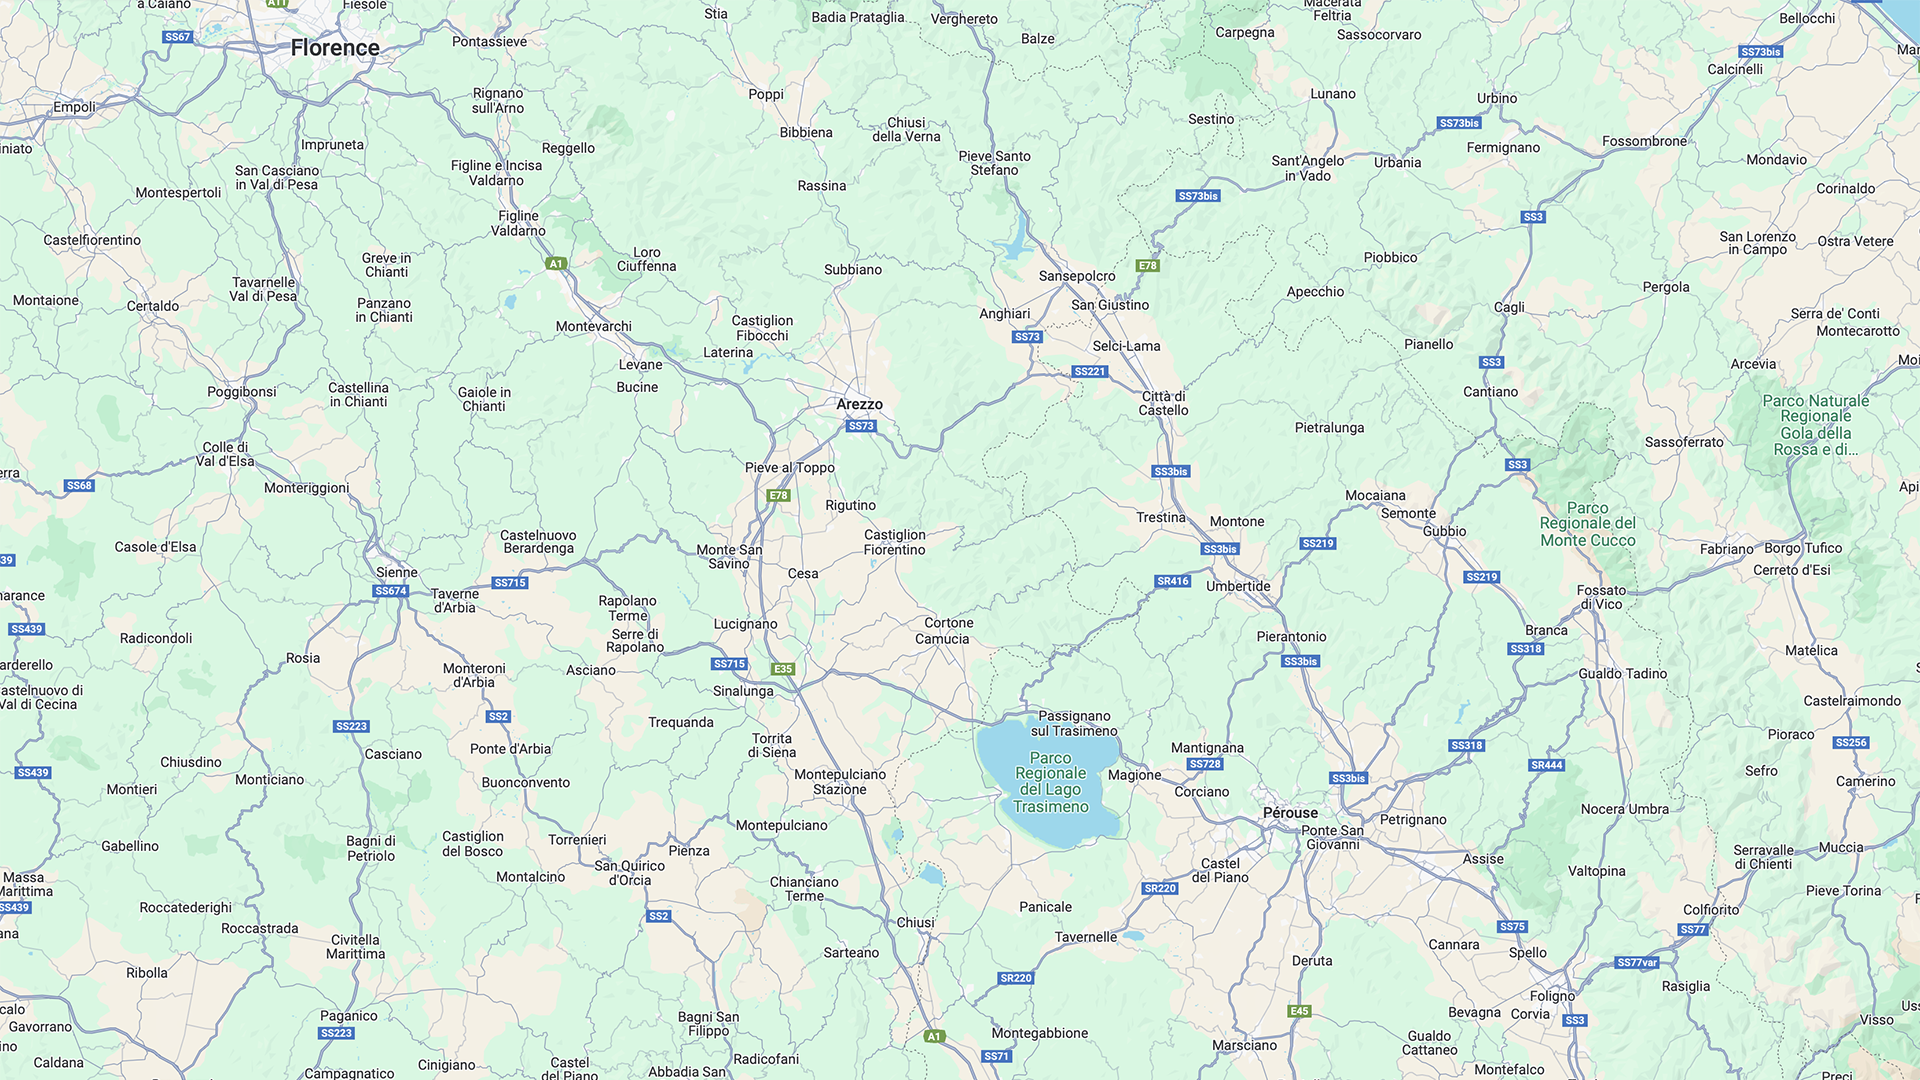 a Caiano
A11
Fiesole
Stia
Badia Prataglia
Verghereto
Macerata
Feltria
Bellocchi
SS67
Florence
Pontassieve
Balze
Carpegna
Sassocorvaro
SS73bis
Calcinelli
Empoli
Rignano
sull'Arno
Poppi
Lunano
Urbino
Impruneta
Reggello
Bibbiena
Chiusi
della Verna
Sestino
SS73bis
Fermignano
Fossombrone
San Casciano
in Val di Pesa
Figline e Incisa
Valdarno
Pieve Santo
Stefano
Sant'Angelo
in Vado
Urbania
Mondavio
Montespertoli
Rassina
SS73bis
Corinaldo
Figline
Valdarno
SS3
Castelfiorentino
San Lorenzo
in Campo
Ostra Vetere
Greve in
Chianti
A1
Loro
Ciuffenna
Subbiano
Sansepolcro
E78
Piobbico
Montaione
Tavarnelle
Val di Pesa
Certaldo
Panzano
in Chianti
San Giustino
Apecchio
Pergola
Cagli
Montevarchi
Castiglion
Fibocchi
Anghiari
SS73
Serra de' Conti
Montecarotto
Laterina
Selci-Lama
Pianello
Levane
SS221
SS3
Arcevia
Poggibonsi
Castellina
in Chianti
Gaiole in
Chianti
Bucine
Arezzo
SS73
Città di
Castello
Cantiano
Parco Naturale
Regionale
Gola della
Rossa e di...
Pietralunga
Sassoferrato
Colle di
Val d'Elsa
SS68
Monteriggioni
Pieve al Toppo
E78
SS3bis
SS3
Rigutino
Mocaiana
Semonte
Parco
Regionale del
Monte Cucco
Trestina
Montone
Gubbio
Casole d'Elsa
Castelnuovo
Berardenga
Monte San
Savino
Castiglion
Fiorentino
SS3bis
SS219
Fabriano
Borgo Tufico
Cerreto d'Esi
Sienne
SS674
SS715
Cesa
SR416
Umbertide
SS219
Fossato
di Vico
Taverne
d'Arbia
Rapolano
Terme
SS439
Radicondoli
Serre di
Rapolano
Lucignano
Cortone
Camucia
Pierantonio
Branca
SS318
Matelica
Rosia
Monteroni
d'Arbia
Asciano
SS715
E35
Sinalunga
SS3bis
Gualdo Tadino
Castelnuovo di
Val di Cecina
Castelraimondo
SS223
SS2
Trequanda
Passignano
sul Trasimeno
Torrita
di Siena
Casciano
Ponte d'Arbia
Mantignana
SS728
SS318
Pioraco
SS256
SS439
Chiusdino
Monticiano
Montieri
Buonconvento
Montepulciano
Stazione
Parco
Regionale
del Lago
Trasimeno
Magione
Corciano
SS3bis
SR444
Sefro
Camerino
Nocera Umbra
Pérouse
Petrignano
Gabellino
Bagni di
Petriolo
Castiglion
del Bosco
Torrenieri
Montepulciano
Pienza
Ponte San
Giovanni
Assise
Serravalle
di Chienti
Muccia
Massa
Marittima
SS439
Montalcino
San Quirico
d'Orcia
Chianciano
Terme
Castel
del Piano
SR220
Valtopina
Pieve Torina
Roccatederighi
Roccastrada
SS2
Panicale
Chiusi
Tavernelle
Colfiorito
SS77
SS75
Civitella
Marittima
Sarteano
Cannara
Spello
SS77var
Ribolla
SR220
Deruta
Foligno
Rasiglia
Gavorrano
Paganico
SS223
Bagni San
Filippo
A1
Montegabbione
E45
Bevagna
Corvia
SS3
Visso
Caldana
Campagnatico
Cinigiano
Castel
del Piano
Radicofani
Abbadia San
SS71
Marsciano
Gualdo
Cattaneo
Montefalco
Preci